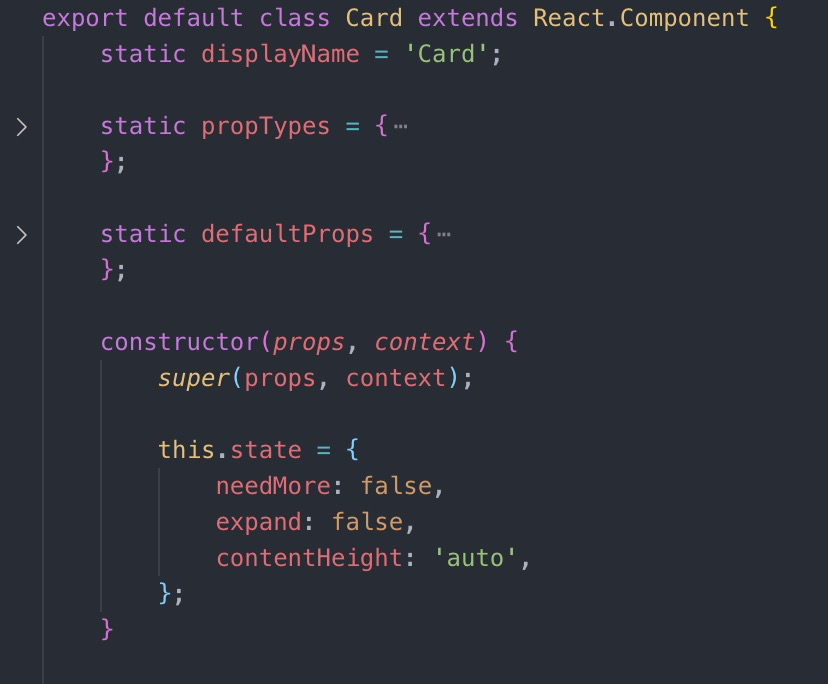 export default class Card extends React.Component {
    static displayName = 'Card';

    static propTypes = {⋯
    };

    static defaultProps = {⋯
    };

    constructor(props, context) {
        super(props, context);

        this.state = {
            needMore: false,
            expand: false,
            contentHeight: 'auto',
        };
    }